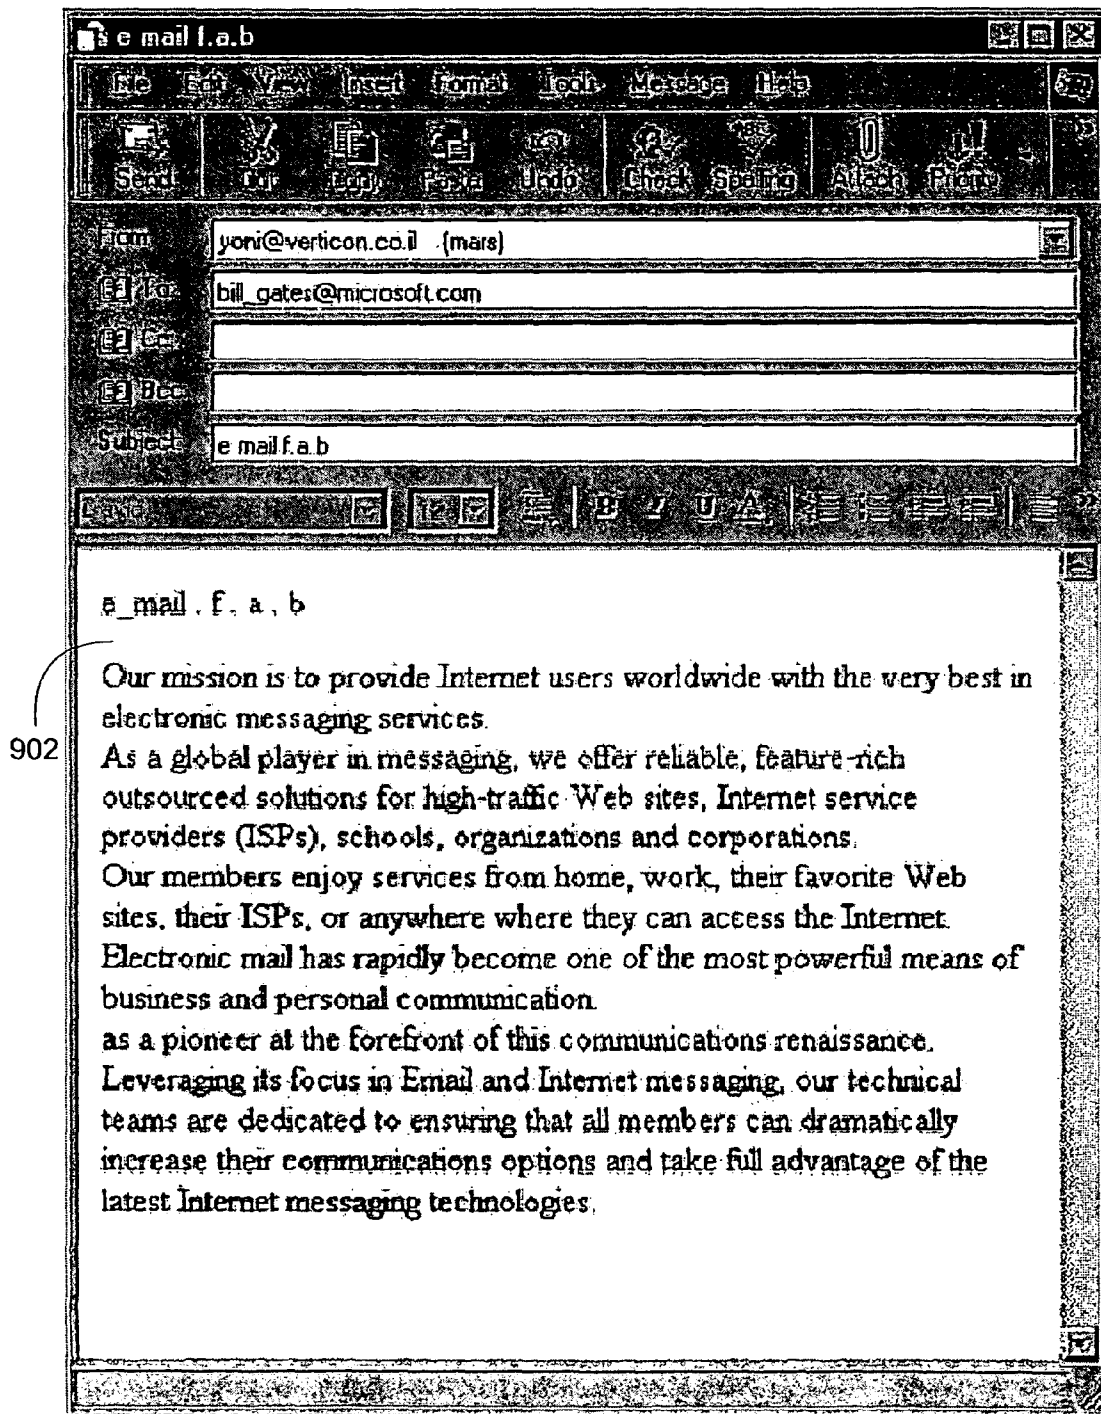 e mail f.a.b
File Edit View Insert Format Tools Message Help
Send Cut Copy Paste Undo Check Spelling Attach Priority
From: yoni@verticon.co.il (mars)
To: bill_gates@microsoft.com
Cc:
Bcc:
Subject: e mail f.a.b
12 B I U A
e_mail . f . a . b
902
Our mission is to provide Internet users worldwide with the very best in
electronic messaging services.
As a global player in messaging, we offer reliable, feature-rich
outsourced solutions for high-traffic Web sites, Internet service
providers (ISPs), schools, organizations and corporations.
Our members enjoy services from home, work, their favorite Web
sites, their ISPs, or anywhere where they can access the Internet.
Electronic mail has rapidly become one of the most powerful means of
business and personal communication.
as a pioneer at the forefront of this communications renaissance.
Leveraging its focus in Email and Internet messaging, our technical
teams are dedicated to ensuring that all members can dramatically
increase their communications options and take full advantage of the
latest Internet messaging technologies.